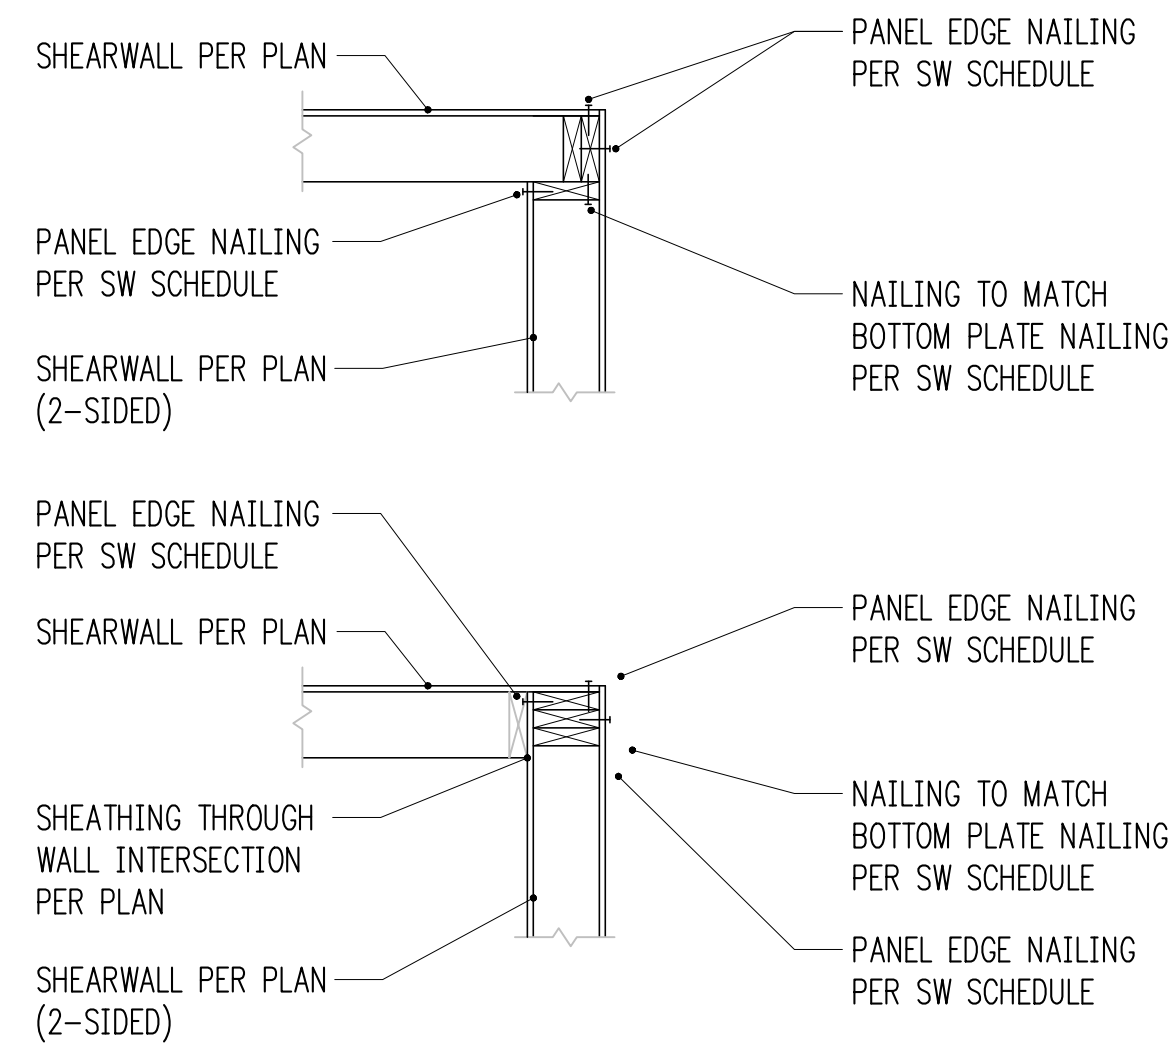 SHEARWALL PER PLAN
PANEL EDGE NAILING
PER SW SCHEDULE
PANEL EDGE NAILING
PER SW SCHEDULE
SHEARWALL PER PLAN
(2-SIDED)
NAILING TO MATCH
BOTTOM PLATE NAILING
PER SW SCHEDULE
PANEL EDGE NAILING
PER SW SCHEDULE
SHEARWALL PER PLAN
SHEATHING THROUGH
WALL INTERSECTION
PER PLAN
SHEARWALL PER PLAN
(2-SIDED)
PANEL EDGE NAILING
PER SW SCHEDULE
NAILING TO MATCH
BOTTOM PLATE NAILING
PER SW SCHEDULE
PANEL EDGE NAILING
PER SW SCHEDULE